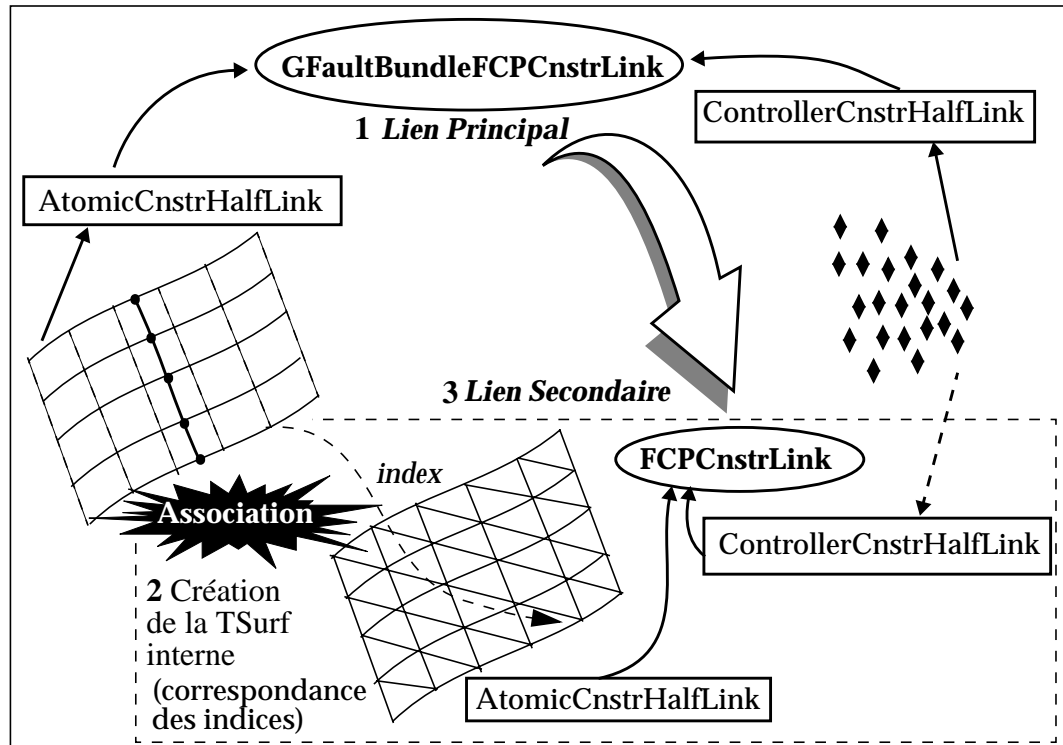 GFaultBundleFCPCnstrLink
1 Lien Principal
ControllerCnstrHalfLink
AtomicCnstrHalfLink
3 Lien Secondaire
FCPCnstrLink
index
Association
ControllerCnstrHalfLink
2 Création
de la TSurf
interne
(correspondance
des indices)
AtomicCnstrHalfLink